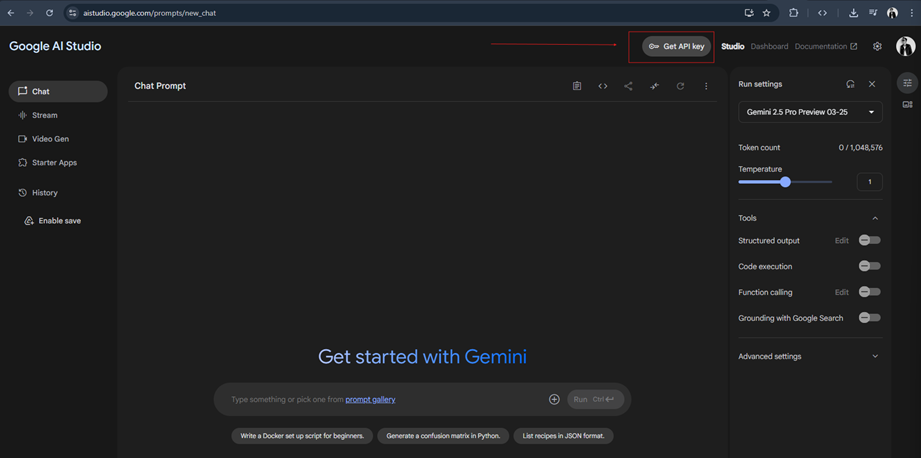 aistudio.google.com/prompts/new_chat
Google AI Studio
Get API key
Studio
Dashboard
Documentation
Chat
Stream
Video Gen
Starter Apps
History
Enable save
Chat Prompt
Get started with Gemini
Type something or pick one from prompt gallery
Run Ctrl
Write a Docker set up script for beginners.
Generate a confusion matrix in Python.
List recipes in JSON format.
Run settings
Gemini 2.5 Pro Preview 03-25
Token count 0 / 1,048,576
Temperature
1
Tools
Structured output Edit
Code execution
Function calling Edit
Grounding with Google Search
Advanced settings